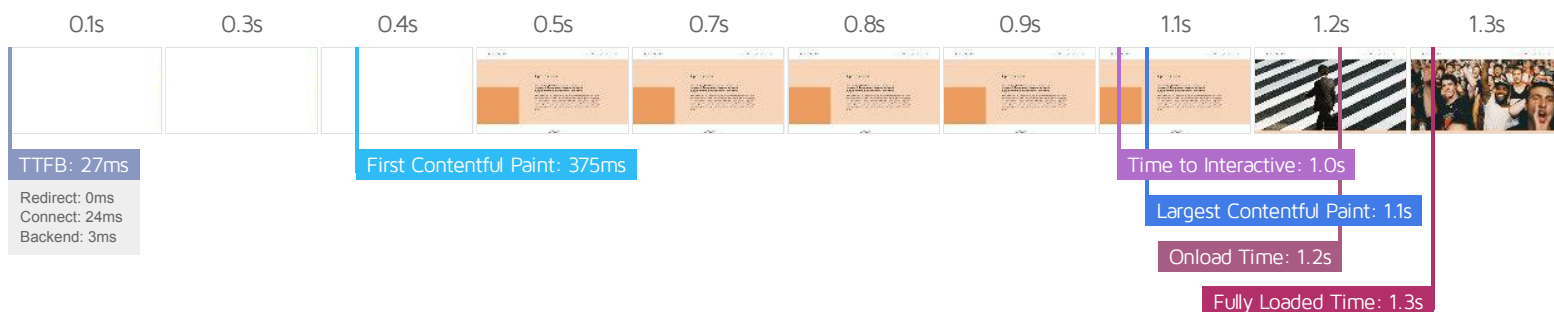 0.1s 0.3s 0.4s 0.5s 0.7s 0.8s 0.9s 1.1s 1.2s 1.3s
TTFB: 27ms
Redirect: 0ms
Connect: 24ms
Backend: 3ms
First Contentful Paint: 375ms
Time to Interactive: 1.0s
Largest Contentful Paint: 1.1s
Onload Time: 1.2s
Fully Loaded Time: 1.3s